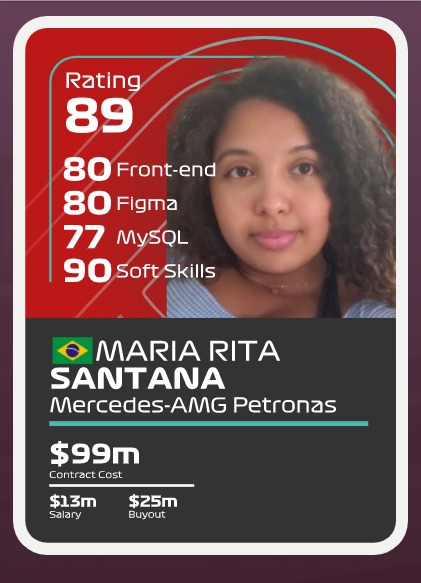 Rating
89
80 Front-end
80 Figma
77 MySQL
90 Soft Skills
MARIA RITA
SANTANA
Mercedes-AMG Petronas
$99m
Contract Cost
$13m $25m
Salary Buyout